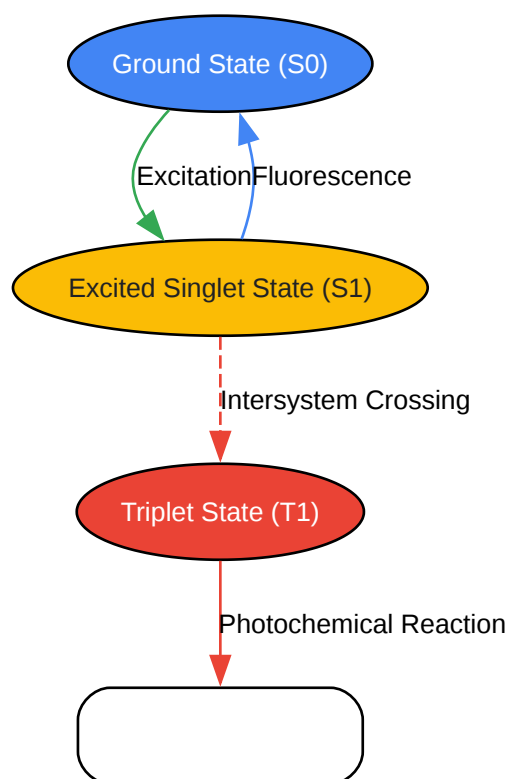 Ground State (S0)
Excitation
Fluorescence
Excited Singlet State (S1)
Intersystem Crossing
Triplet State (T1)
Photochemical Reaction